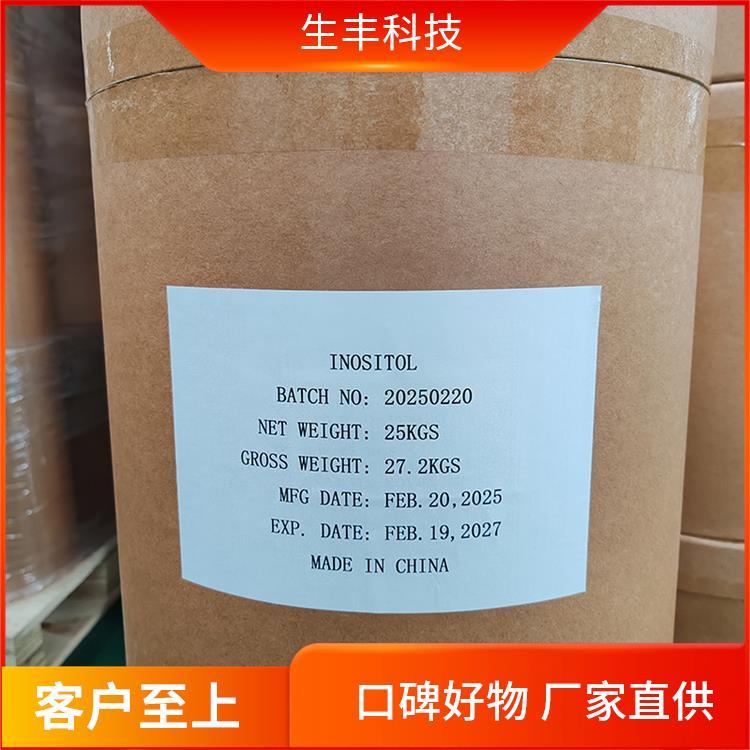 生丰科技
INOSITOL
BATCH NO: 20250220
NET WEIGHT: 25KGS
GROSS WEIGHT: 27.2KGS
MFG DATE: FEB.20,2025
EXP. DATE: FEB.19,2027
MADE IN CHINA
客户至上
口碑好物 厂家直供